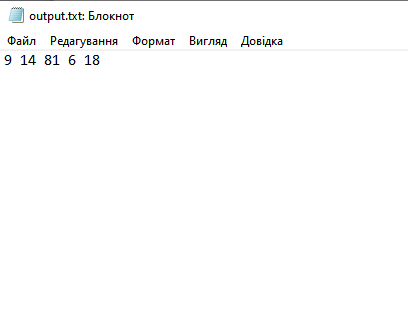 output.txt: Блокнот
Файл Редагування Формат Вигляд Довідка
9 14 81 6 18